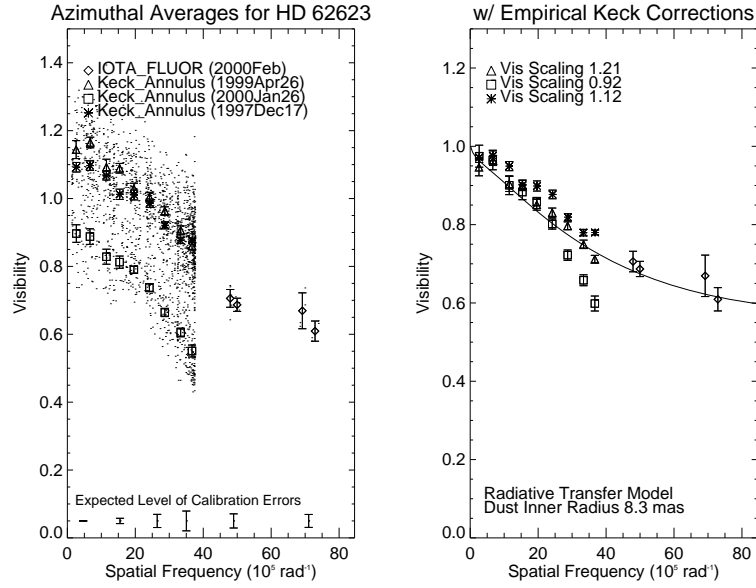 Azimuthal Averages for HD 62623
IOTA_FLUOR (2000Feb)
Keck_Annulus (1999Apr26)
Keck_Annulus (2000Jan26)
Keck_Annulus (1997Dec17)
Expected Level of Calibration Errors
Visibility
1.4
1.2
1.0
0.8
0.6
0.4
0.2
0.0
0 20 40 60 80
Spatial Frequency (10⁵ rad⁻¹)
w/ Empirical Keck Corrections
Vis Scaling 1.21
Vis Scaling 0.92
Vis Scaling 1.12
Radiative Transfer Model
Dust Inner Radius 8.3 mas
Visibility
1.2
1.0
0.8
0.6
0.4
0.2
0.0
0 20 40 60 80
Spatial Frequency (10⁵ rad⁻¹)